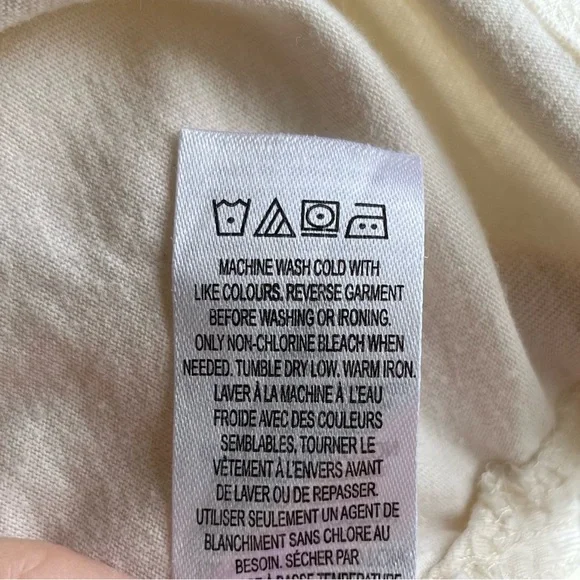 MACHINE WASH COLD WITH
LIKE COLOURS. REVERSE GARMENT
BEFORE WASHING OR IRONING.
ONLY NON-CHLORINE BLEACH WHEN
NEEDED. TUMBLE DRY LOW. WARM IRON.
LAVER À LA MACHINE À L'EAU
FROIDE AVEC DES COULEURS
SEMBLABLES, TOURNER LE
VÊTEMENT À L'ENVERS AVANT
DE LAVER OU DE REPASSER.
UTILISER SEULEMENT UN AGENT DE
BLANCHIMENT SANS CHLORE AU
BESOIN. SÉCHER PAR
À BASSE TEMPÉRATURE